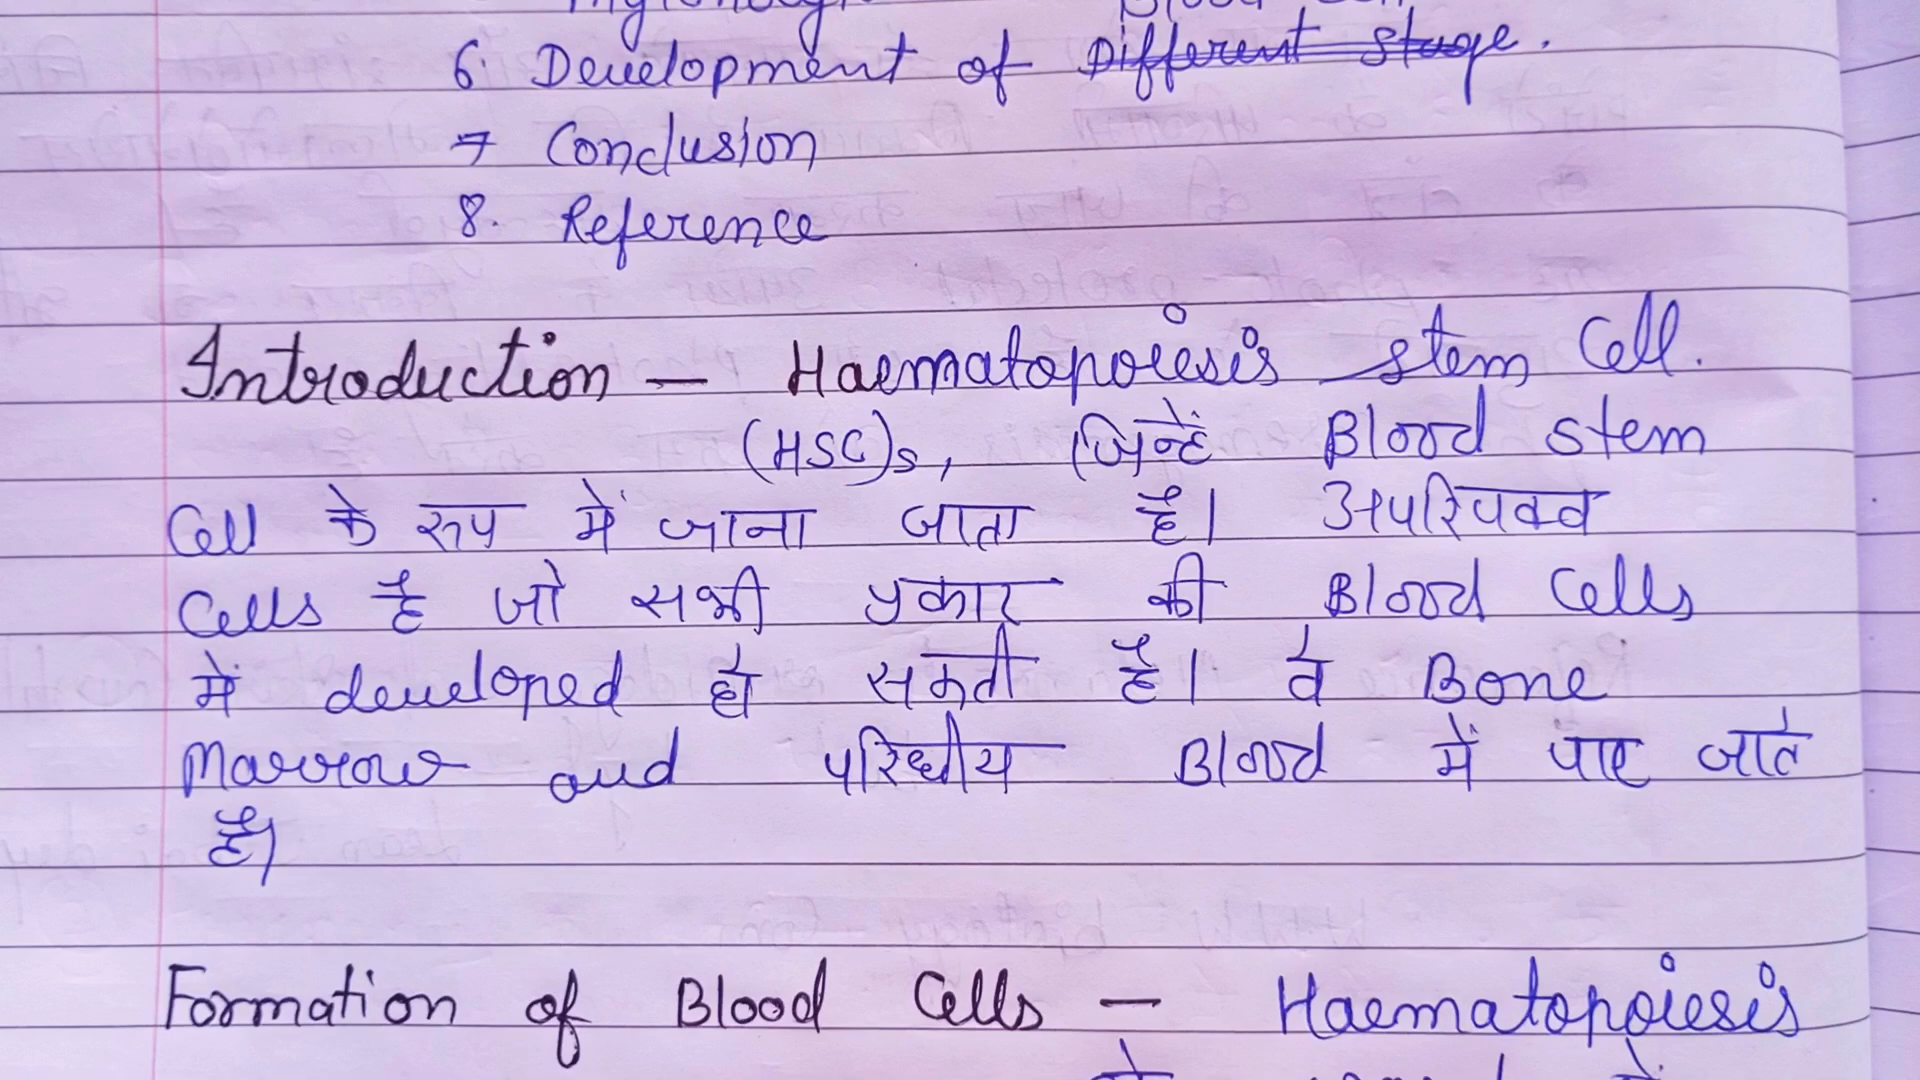 6. Development of Different stage.
7 Conclusion
8. Reference
Introduction - Haematopoiesis stem Cell.
(HSC)s, जिन्हें Blood stem
Cell के रूप में जाना जाता है। अपरिपक्व
Cells है जो सभी प्रकार की Blood Cells
में developed हो सकती है। वे Bone
Marrow and परिधीय Blood में पाए जाते
है।
Formation of Blood Cells - Haematopoiesis